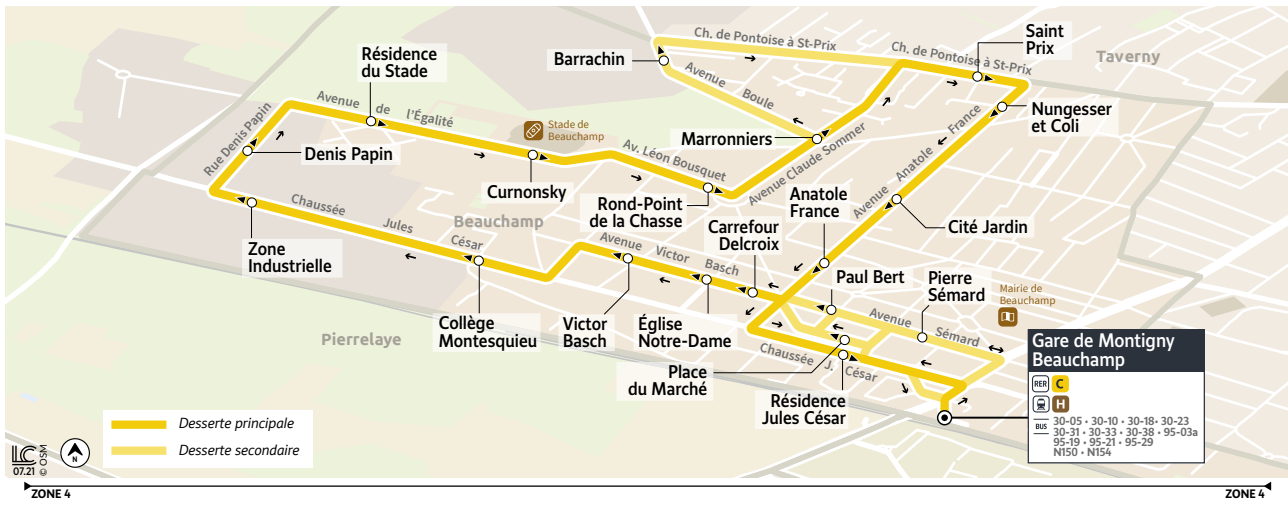 Ch. de Pontoise à St-Prix
Ch. de Pontoise à St-Prix
Saint
Prix
Taverny
Barrachin
Résidence
du Stade
Avenue Boule
Nungesser
et Coli
Avenue de l'Égalité
Stade de
Beauchamp
Rue Denis Papin
Denis Papin
Marronniers
Avenue Anatole France
Av. Léon Bousquet
Avenue Claude Sommer
Curnonsky
Rond-Point
de la Chasse
Anatole
France
Cité Jardin
Beauchamp
Chaussée Jules César
Carrefour
Delcroix
Zone
Industrielle
Avenue Victor Basch
Paul Bert
Pierre
Sémard
Mairie de
Beauchamp
Avenue Sémard
Pierrelaye
Collège
Montesquieu
Victor
Basch
Église
Notre-Dame
Chaussée J. César
Place
du Marché
Résidence
Jules César
Gare de Montigny
Beauchamp
RER C
H
BUS
30-05 • 30-10 • 30-18 • 30-23
30-31 • 30-33 • 30-38 • 95-03a
95-19 • 95-21 • 95-29
N150 • N154
Desserte principale
Desserte secondaire
LC
07.21
© OSM
N
ZONE 4
ZONE 4